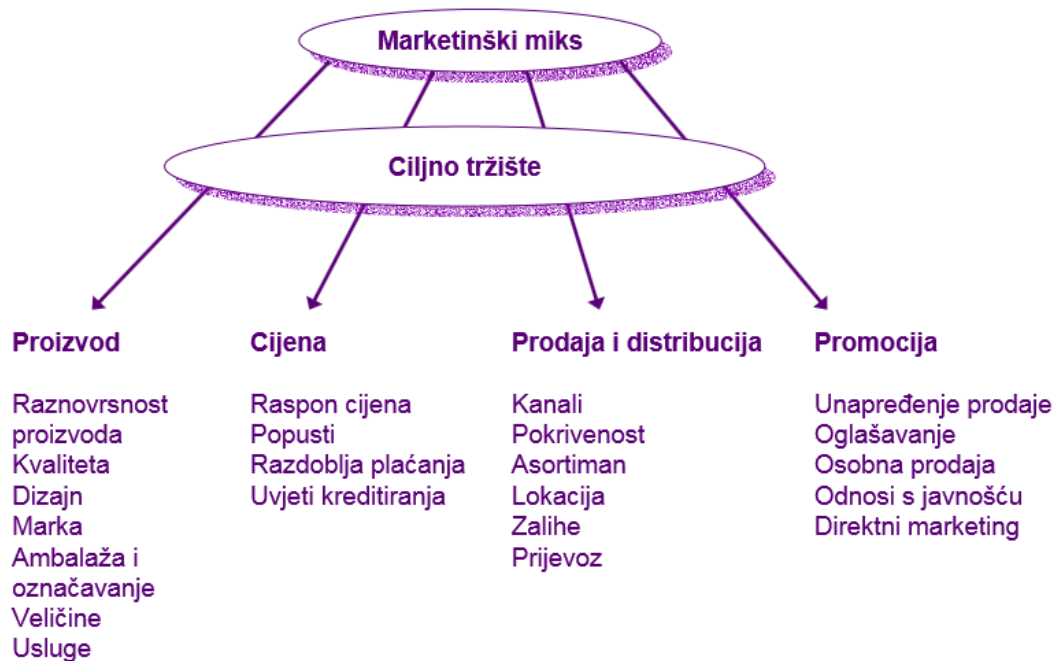 Marketinški miks
Ciljno tržište
Proizvod
Raznovrsnost
proizvoda
Kvaliteta
Dizajn
Marka
Ambalaža i
označavanje
Veličine
Usluge
Cijena
Raspon cijena
Popusti
Razdoblja plaćanja
Uvjeti kreditiranja
Prodaja i distribucija
Kanali
Pokrivenost
Asortiman
Lokacija
Zalihe
Prijevoz
Promocija
Unapređenje prodaje
Oglašavanje
Osobna prodaja
Odnosi s javnošću
Direktni marketing